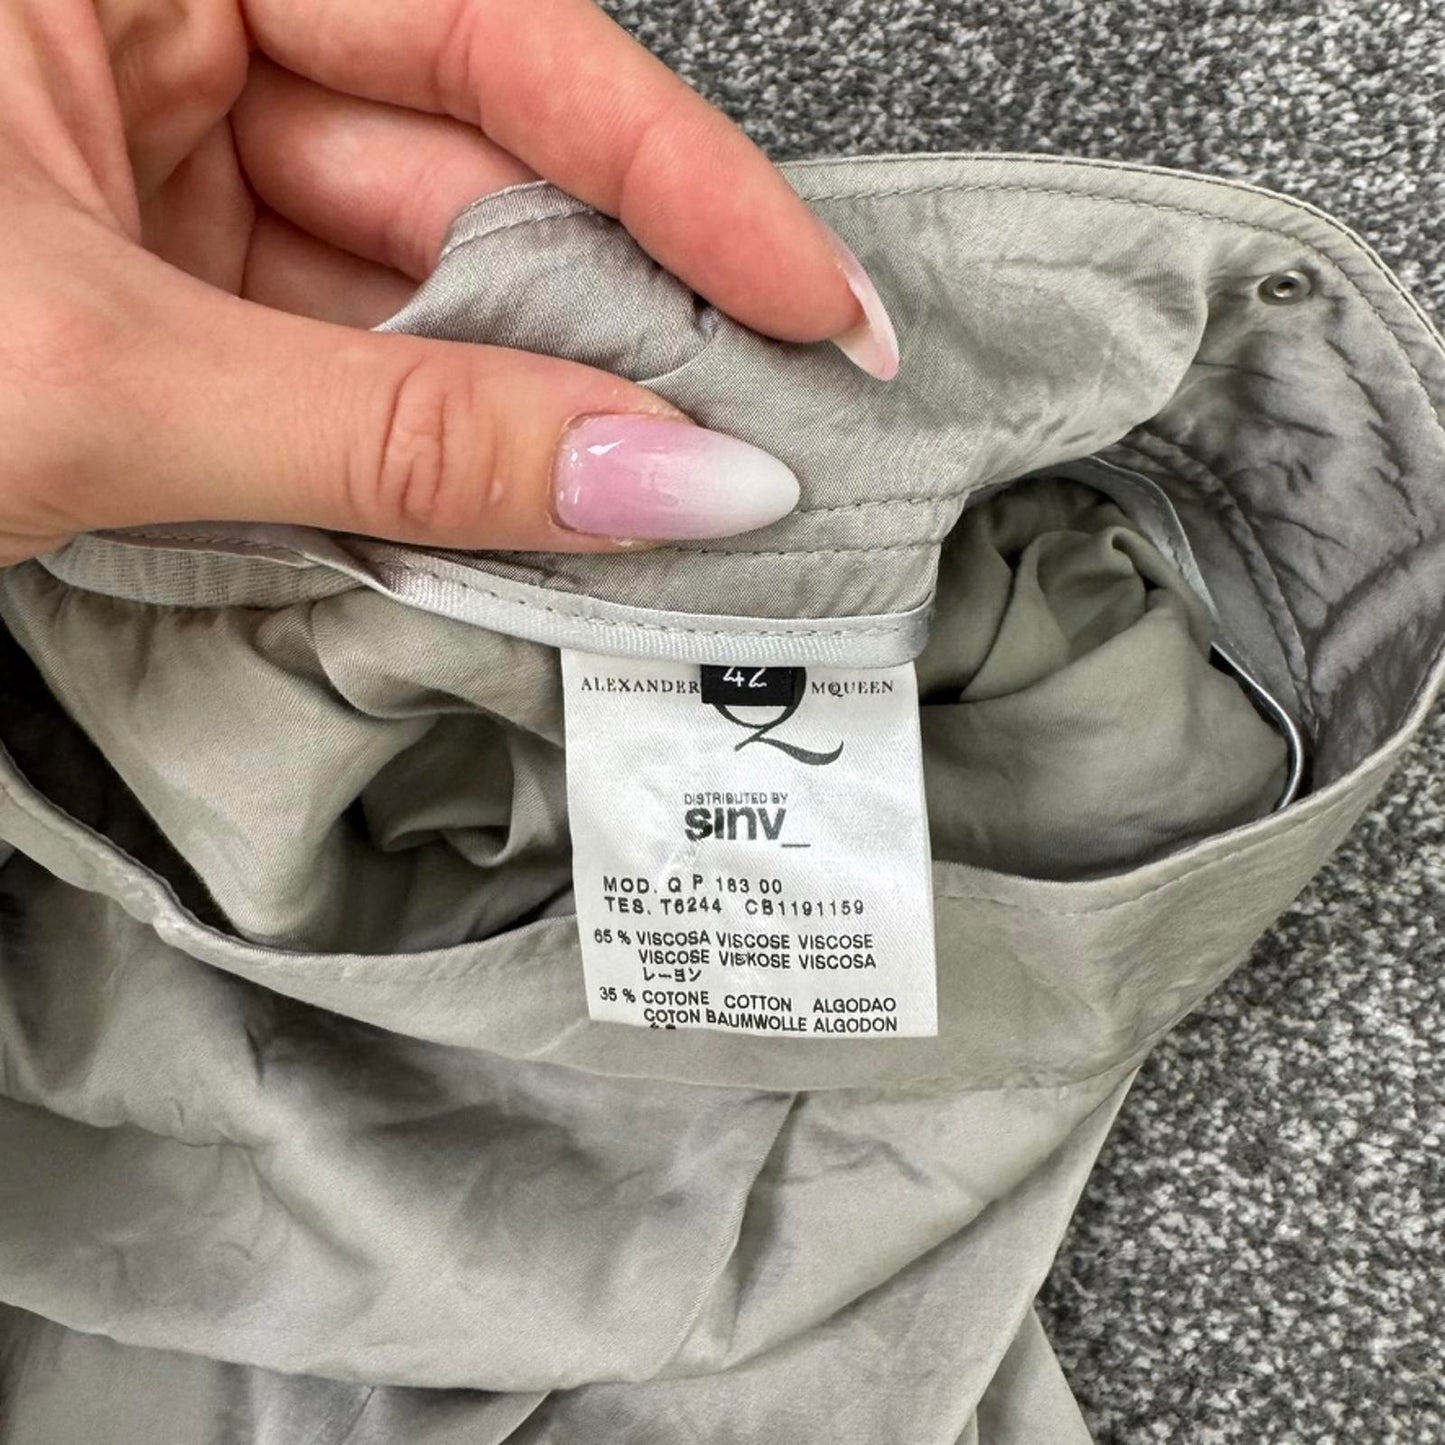 42
ALEXANDER MQUEEN
Q
DISTRIBUTED BY
sinv_
MOD. Q P 183 00
TES. T6244 CB1191159
65 % VISCOSA VISCOSE VISCOSE
VISCOSE VISKOSE VISCOSA
レーヨン
35 % COTONE COTTON ALGODAO
COTON BAUMWOLLE ALGODON